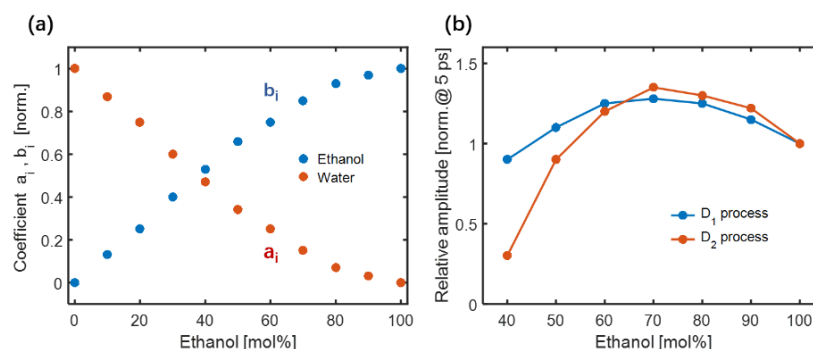 (a)
Coefficient a_i , b_i [norm.]
1
0.8
0.6
0.4
0.2
0
b_i
Ethanol
Water
a_i
0 20 40 60 80 100
Ethanol [mol%]
(b)
Relative amplitude [norm.@ 5 ps]
1.5
1
0.5
0
D_1 process
D_2 process
40 50 60 70 80 90 100
Ethanol [mol%]